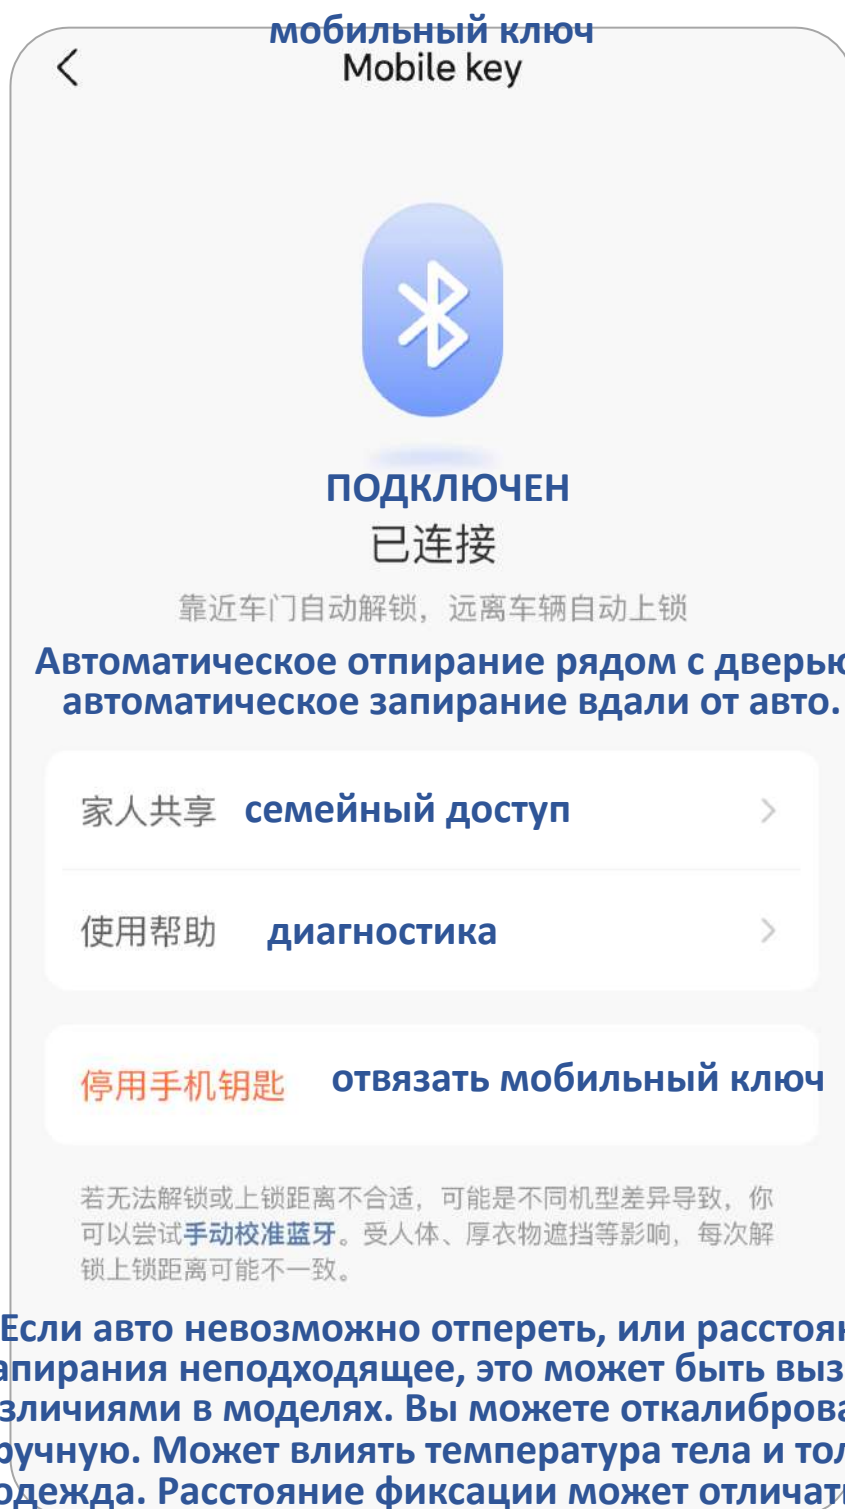 мобильный ключ
Mobile key
ПОДКЛЮЧЕН
已连接
靠近车门自动解锁，远离车辆自动上锁
Автоматическое отпирание рядом с дверью
автоматическое запирание вдали от авто.
家人共享 семейный доступ
使用帮助 диагностика
停用手机钥匙 отвязать мобильный ключ
若无法解锁或上锁距离不合适，可能是不同机型差异导致，你
可以尝试手动校准蓝牙。受人体、厚衣物遮挡等影响，每次解
锁上锁距离可能不一致。
Если авто невозможно отпереть, или расстоян
апирания неподходящее, это может быть выз
зличиями в моделях. Вы можете откалиброва
ручную. Может влиять температура тела и тол
одежда. Расстояние фиксации может отличат